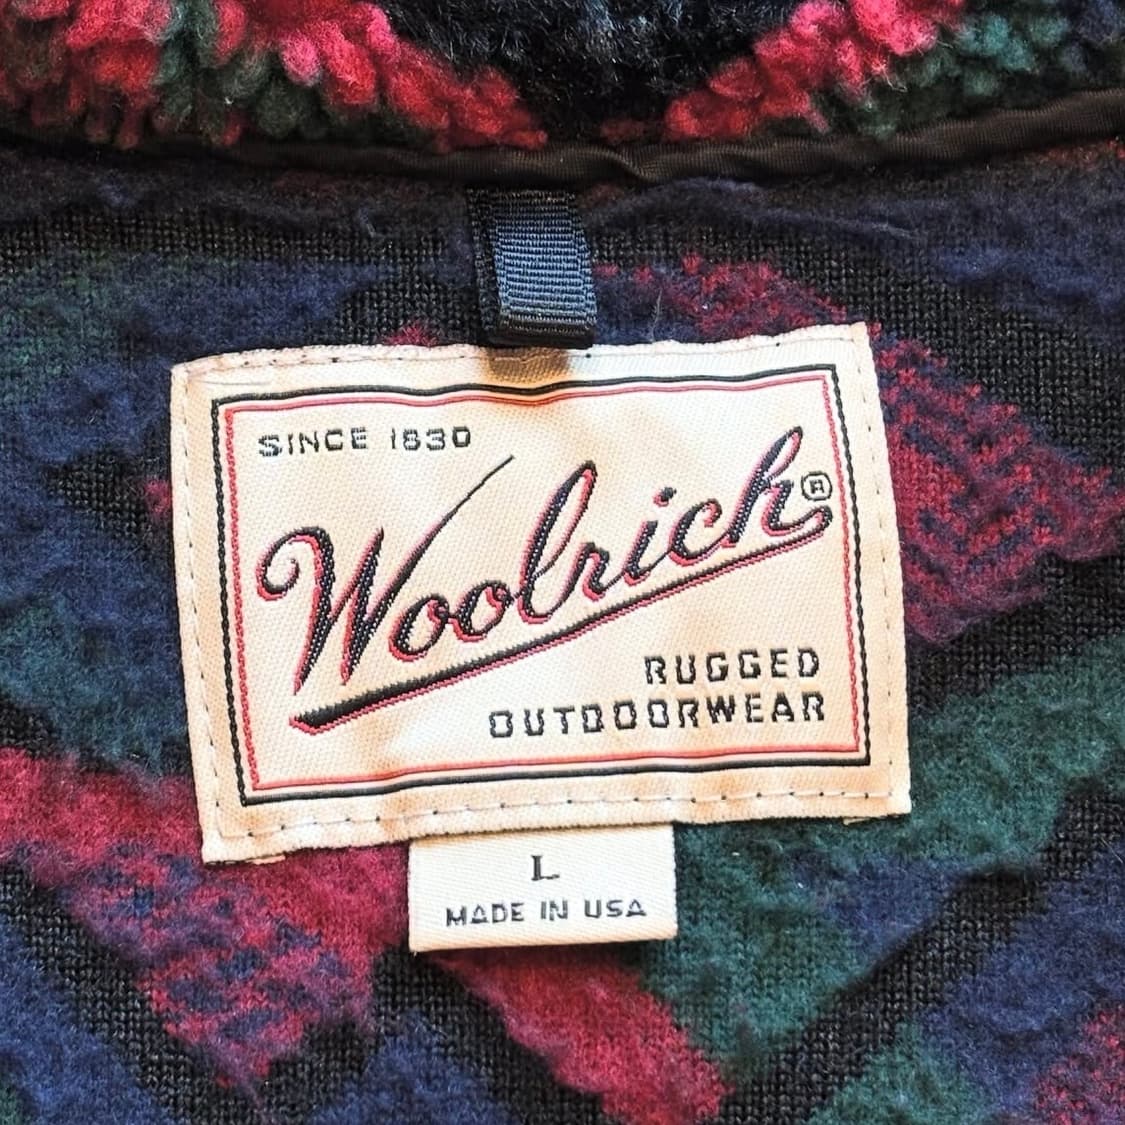 SINCE 1830
Woolrich®
RUGGED
OUTDOORWEAR
L
MADE IN USA